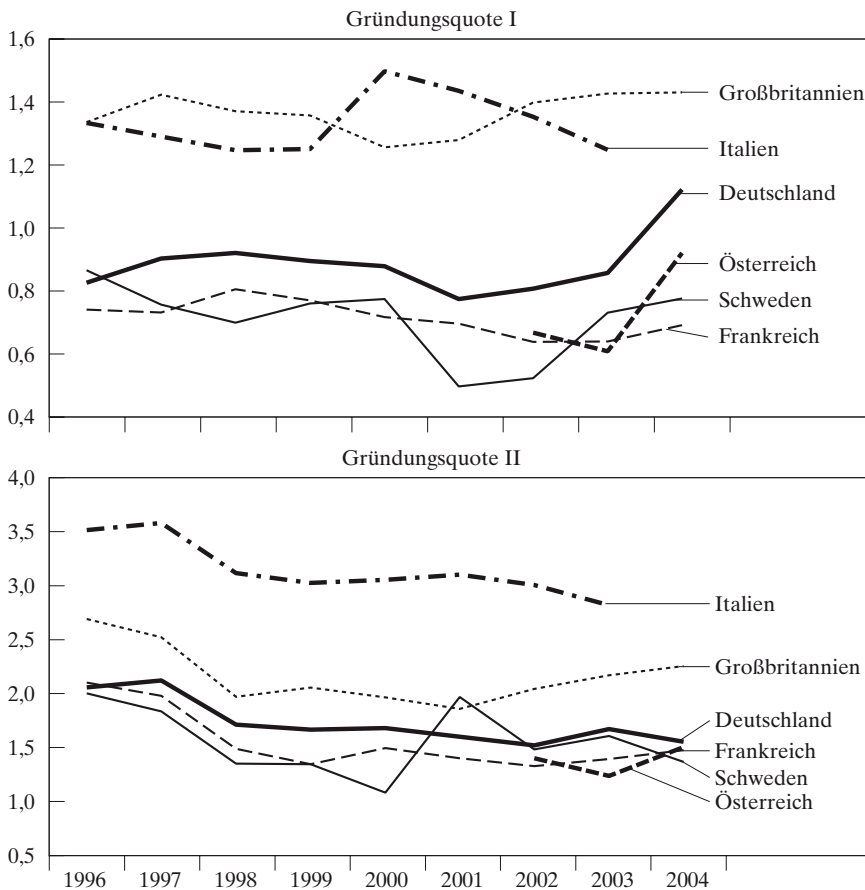 Gründungsquote I
1,6
1,4
1,2
1,0
0,8
0,6
0,4
Großbritannien
Italien
Deutschland
Österreich
Schweden
Frankreich
Gründungsquote II
4,0
3,5
3,0
2,5
2,0
1,5
1,0
0,5
Italien
Großbritannien
Deutschland
Frankreich
Schweden
Österreich
1996 1997 1998 1999 2000 2001 2002 2003 2004